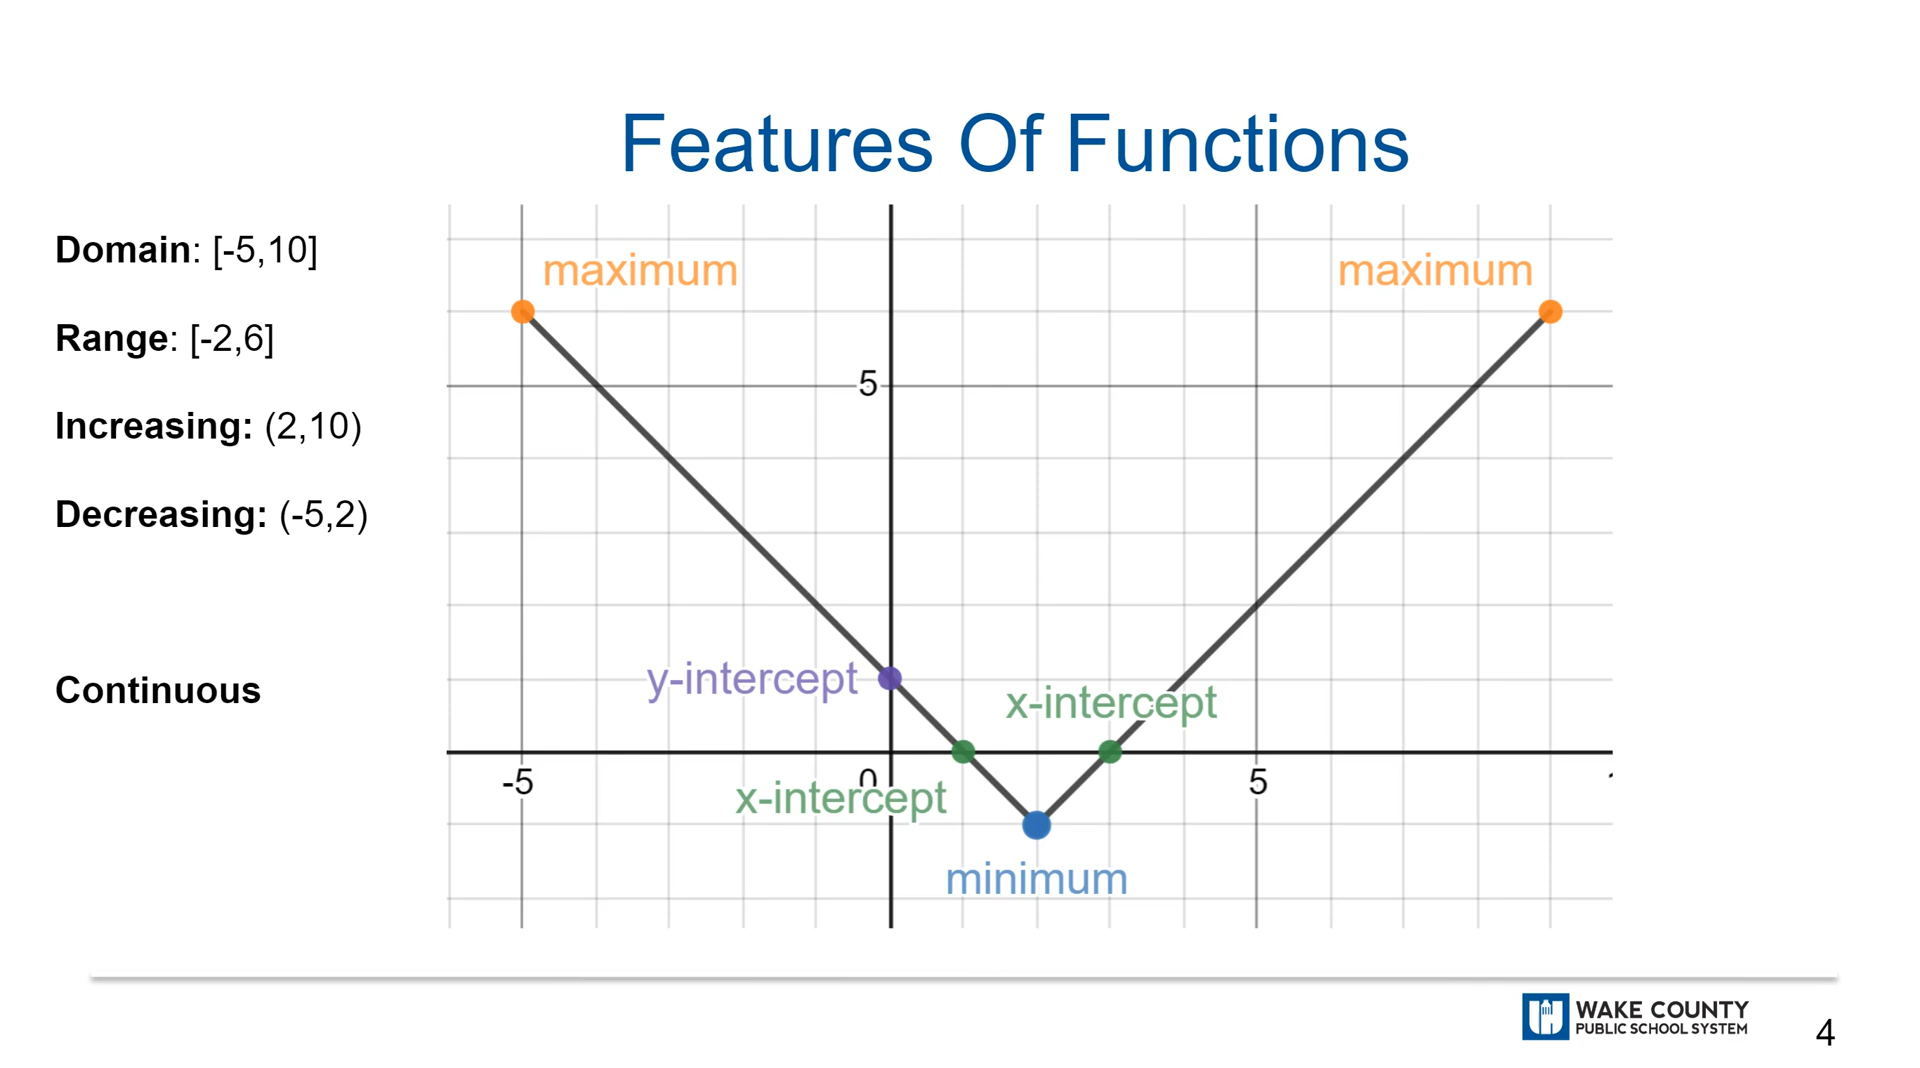 Features Of Functions
Domain: [-5,10]
Range: [-2,6]
Increasing: (2,10)
Decreasing: (-5,2)
Continuous
maximum
maximum
5
y-intercept
x-intercept
-5
0
5
x-intercept
minimum
WAKE COUNTY
PUBLIC SCHOOL SYSTEM
4